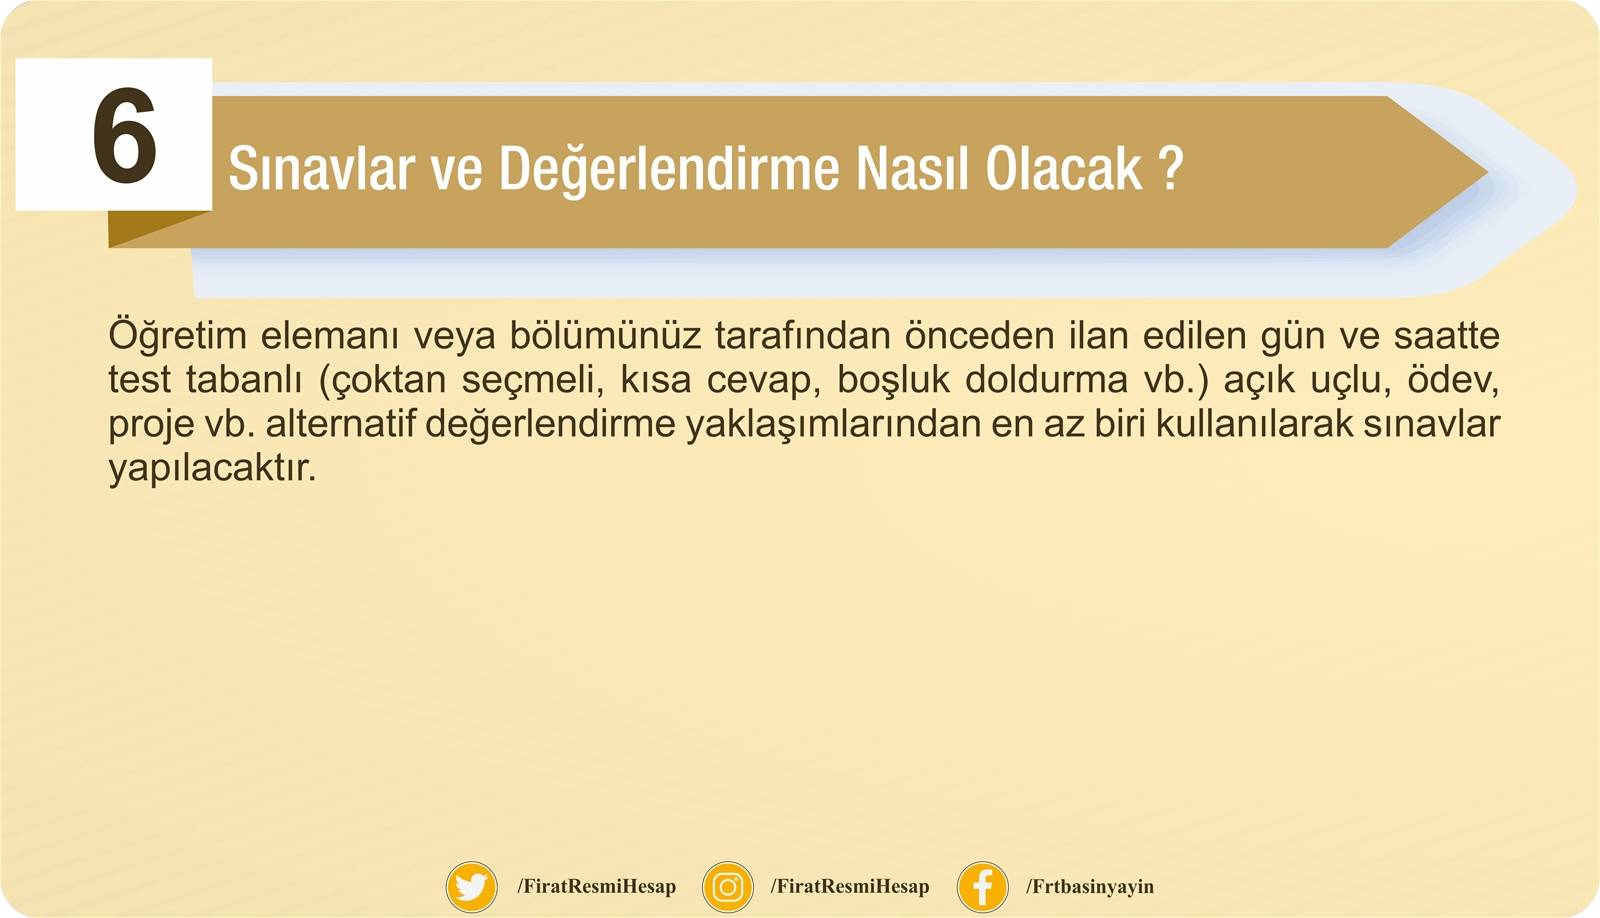 6
Sınavlar ve Değerlendirme Nasıl Olacak ?
Öğretim elemanı veya bölümünüz tarafından önceden ilan edilen gün ve saatte
test tabanlı (çoktan seçmeli, kısa cevap, boşluk doldurma vb.) açık uçlu, ödev,
proje vb. alternatif değerlendirme yaklaşımlarından en az biri kullanılarak sınavlar
yapılacaktır.
/FiratResmiHesap /FiratResmiHesap /Frtbasinyayin